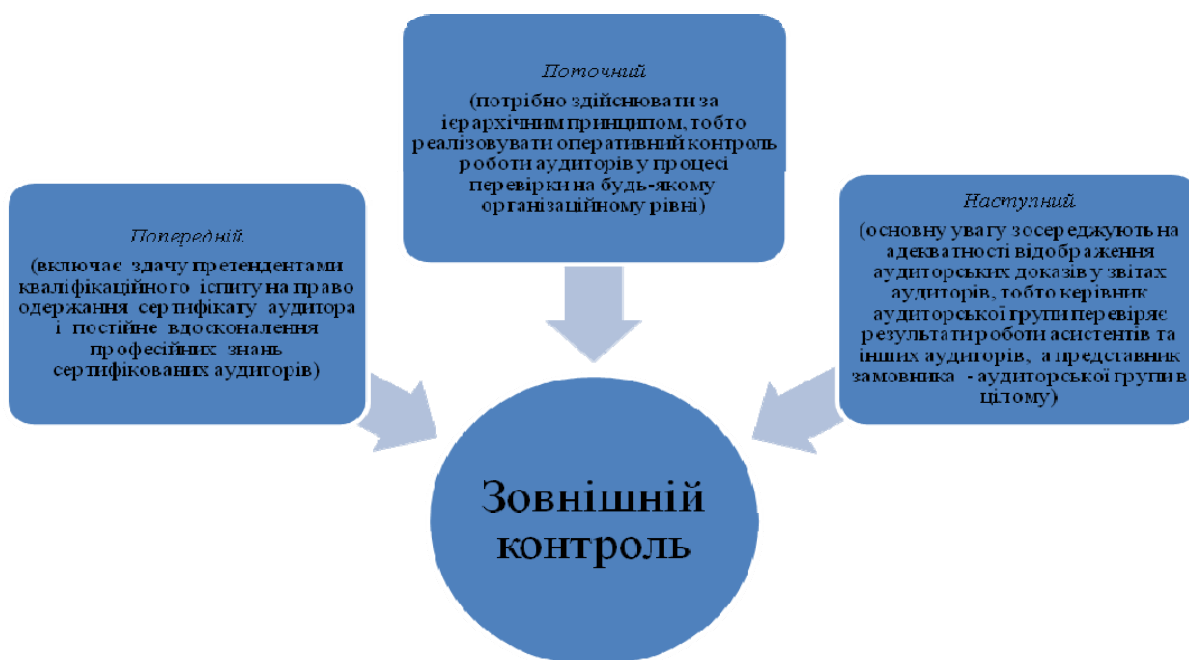 Попередній
(включає здачу претендентами
кваліфікаційного іспиту на право
одержання сертифікату аудитора
і постійне вдосконалення
професійних знань
сертифікованих аудиторів)
Поточний
(потрібно здійснювати за
ієрархічним принципом, тобто
реалізовувати оперативний контроль
роботи аудиторів у процесі
перевірки на будь-якому
організаційному рівні)
Наступний
(основну увагу зосереджують на
адекватності відображення
аудиторських доказів у звітах
аудиторів, тобто керівник
аудиторської групи перевіряє
результати роботи асистентів та
інших аудиторів, а представник
замовника - аудиторської групи в
цілому)
Зовнішній
контроль